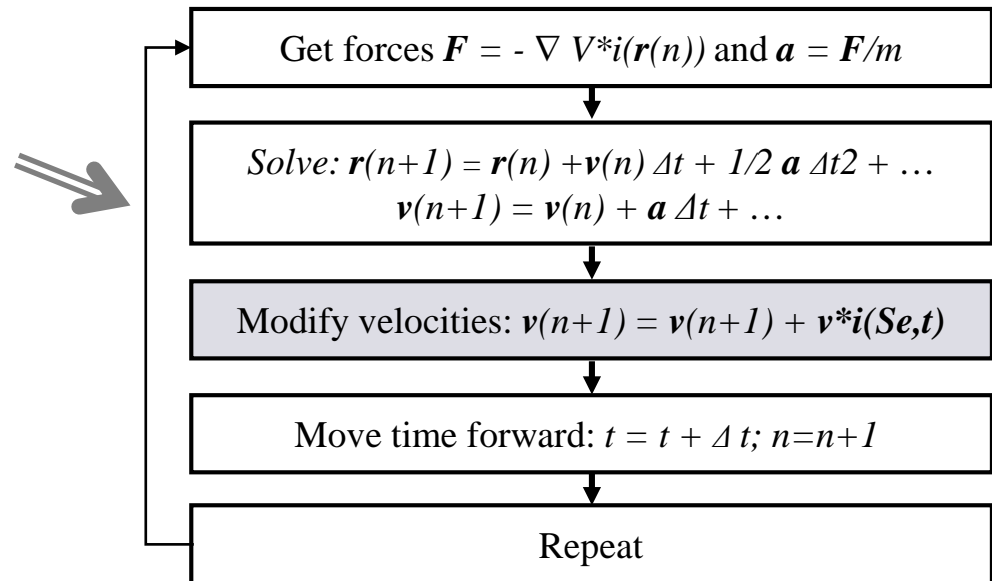 Get forces F = - ∇ V*i(r(n)) and a = F/m
Solve: r(n+1) = r(n) +v(n) Δt + 1/2 a Δt2 + …
v(n+1) = v(n) + a Δt + …
Modify velocities: v(n+1) = v(n+1) + v*i(Se,t)
Move time forward: t = t + Δ t; n=n+1
Repeat